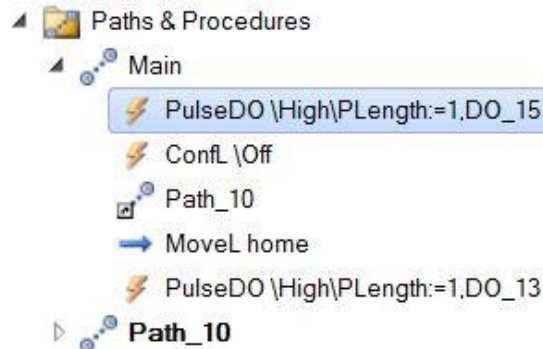 Paths & Procedures
Main
PulseDO \High\PLength:=1,DO_15
ConfL \Off
Path_10
MoveL home
PulseDO \High\PLength:=1,DO_13
Path_10